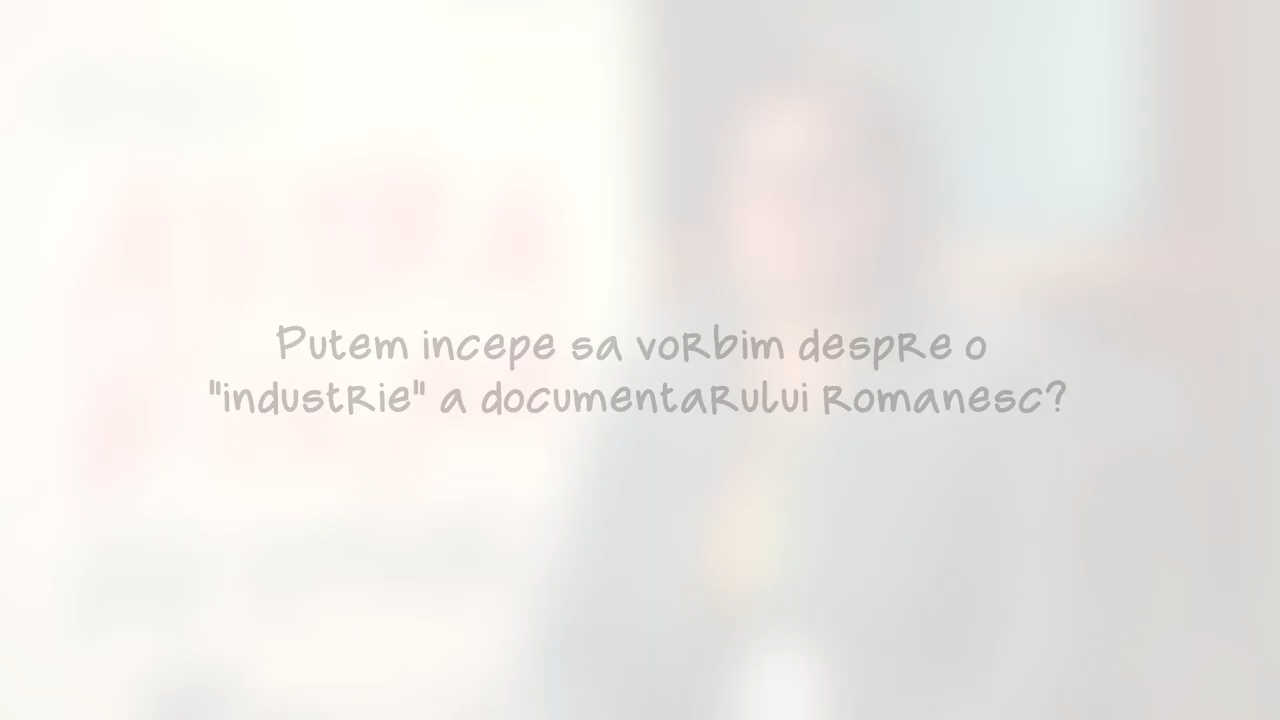 Putem incepe sa vorbim despre o
"industrie" a documentarului romanesc?